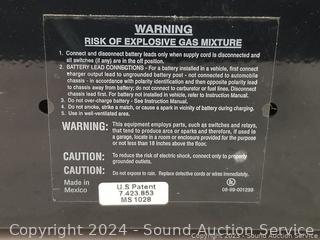 WARNING
RISK OF EXPLOSIVE GAS MIXTURE
1. Connect and disconnect battery leads only when supply cord is disconnected and
all switches (if any) are in the off position.
2. BATTERY LEAD CONNECTIONS - For a battery installed in a vehicle, first connect
charger output lead to ungrounded battery post - not connected to automobile
chassis - in accordance with polarity identification and then opposite polarity lead
to chassis away from battery; do not connect to carburetor or fuel lines. Disconnect
chassis lead first. For battery not installed in vehicle, refer to Instruction Manual.
3. Do not over-charge battery - See Instruction Manual.
4. Do not smoke, strike a match, or cause a spark in vicinity of battery during charging.
5. Use in well-ventilated area.
WARNING: This equipment employs parts, such as switches and relays,
that tend to produce arcs or sparks and therefore, if used in
a garage, locate in a room or enclosure provided for the purpose
or not less than 18 inches above the floor.
CAUTION: To reduce the risk of electric shock, connect only to properly
grounded outlets.
CAUTION: Do not expose to rain. Replace defective cords or wires immediately.
Made in
Mexico
U.S Patent
7.423.853
MS1028
08-99-001299
Copyright 2024 - Sound Auction Service
Copyright 2023 - Sound Auction Service